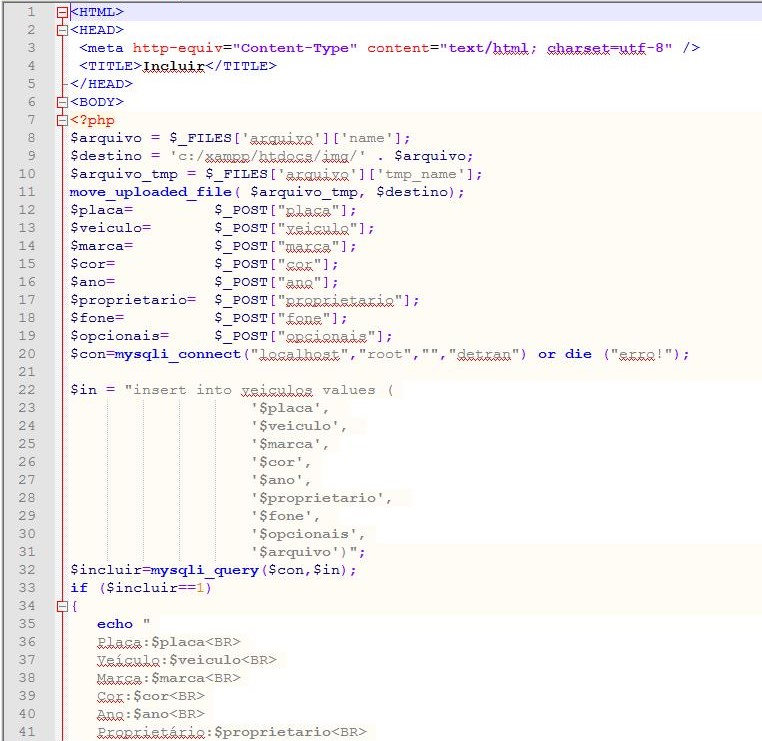 1 <HTML>
2 <HEAD>
3 <meta http-equiv="Content-Type" content="text/html; charset=utf-8" />
4 <TITLE>Incluir</TITLE>
5 </HEAD>
6 <BODY>
7 <?php
8 $arquivo = $_FILES['arquivo']['name'];
9 $destino = 'c:/xampp/htdocs/img/' . $arquivo;
10 $arquivo_tmp = $_FILES['arquivo']['tmp_name'];
11 move_uploaded_file( $arquivo_tmp, $destino);
12 $placa= $_POST["placa"];
13 $veiculo= $_POST["veiculo"];
14 $marca= $_POST["marca"];
15 $cor= $_POST["cor"];
16 $ano= $_POST["ano"];
17 $proprietario= $_POST["proprietario"];
18 $fone= $_POST["fone"];
19 $opcionais= $_POST["opcionais"];
20 $con=mysqli_connect("localhost","root","","detran") or die ("erro!");
21
22 $in = "insert into veiculos values (
23 '$placa',
24 '$veiculo',
25 '$marca',
26 '$cor',
27 '$ano',
28 '$proprietario',
29 '$fone',
30 '$opcionais',
31 '$arquivo')";
32 $incluir=mysqli_query($con,$in);
33 if ($incluir==1)
34 {
35 echo "
36 Placa:$placa<BR>
37 Veículo:$veiculo<BR>
38 Marca:$marca<BR>
39 Cor:$cor<BR>
40 Ano:$ano<BR>
41 Proprietário:$proprietario<BR>